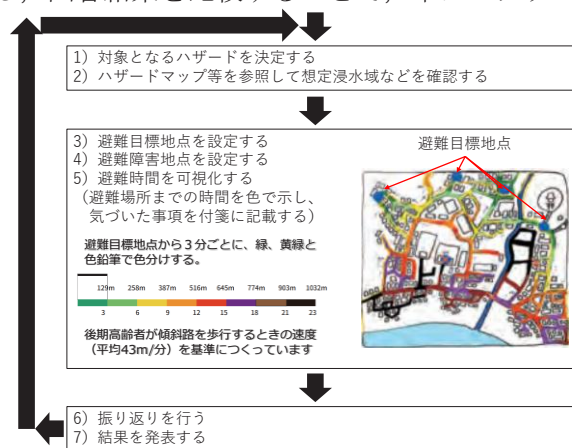 1）対象となるハザードを決定する
2）ハザードマップ等を参照して想定浸水域などを確認する
3）避難目標地点を設定する
4）避難障害地点を設定する
5）避難時間を可視化する
（避難場所までの時間を色で示し、
気づいた事項を付箋に記載する）
避難目標地点
避難目標地点から３分ごとに、緑、黄緑と
色鉛筆で色分けする。
129m 258m 387m 516m 645m 774m 903m 1032m
3 6 9 12 15 18 21 23
後期高齢者が傾斜路を歩行するときの速度
（平均43m/分）を基準につくっています
6）振り返りを行う
7）結果を発表する